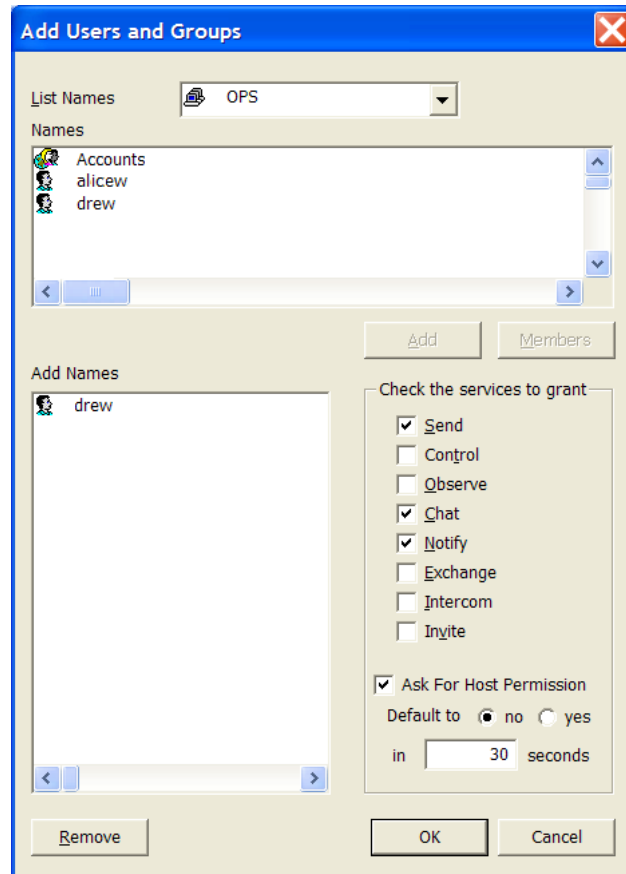 Add Users and Groups
List Names
OPS
Names
Accounts
alicew
drew
Add
Members
Add Names
drew
Check the services to grant
Send
Control
Observe
Chat
Notify
Exchange
Intercom
Invite
Ask For Host Permission
Default to no yes
in 30 seconds
Remove
OK
Cancel